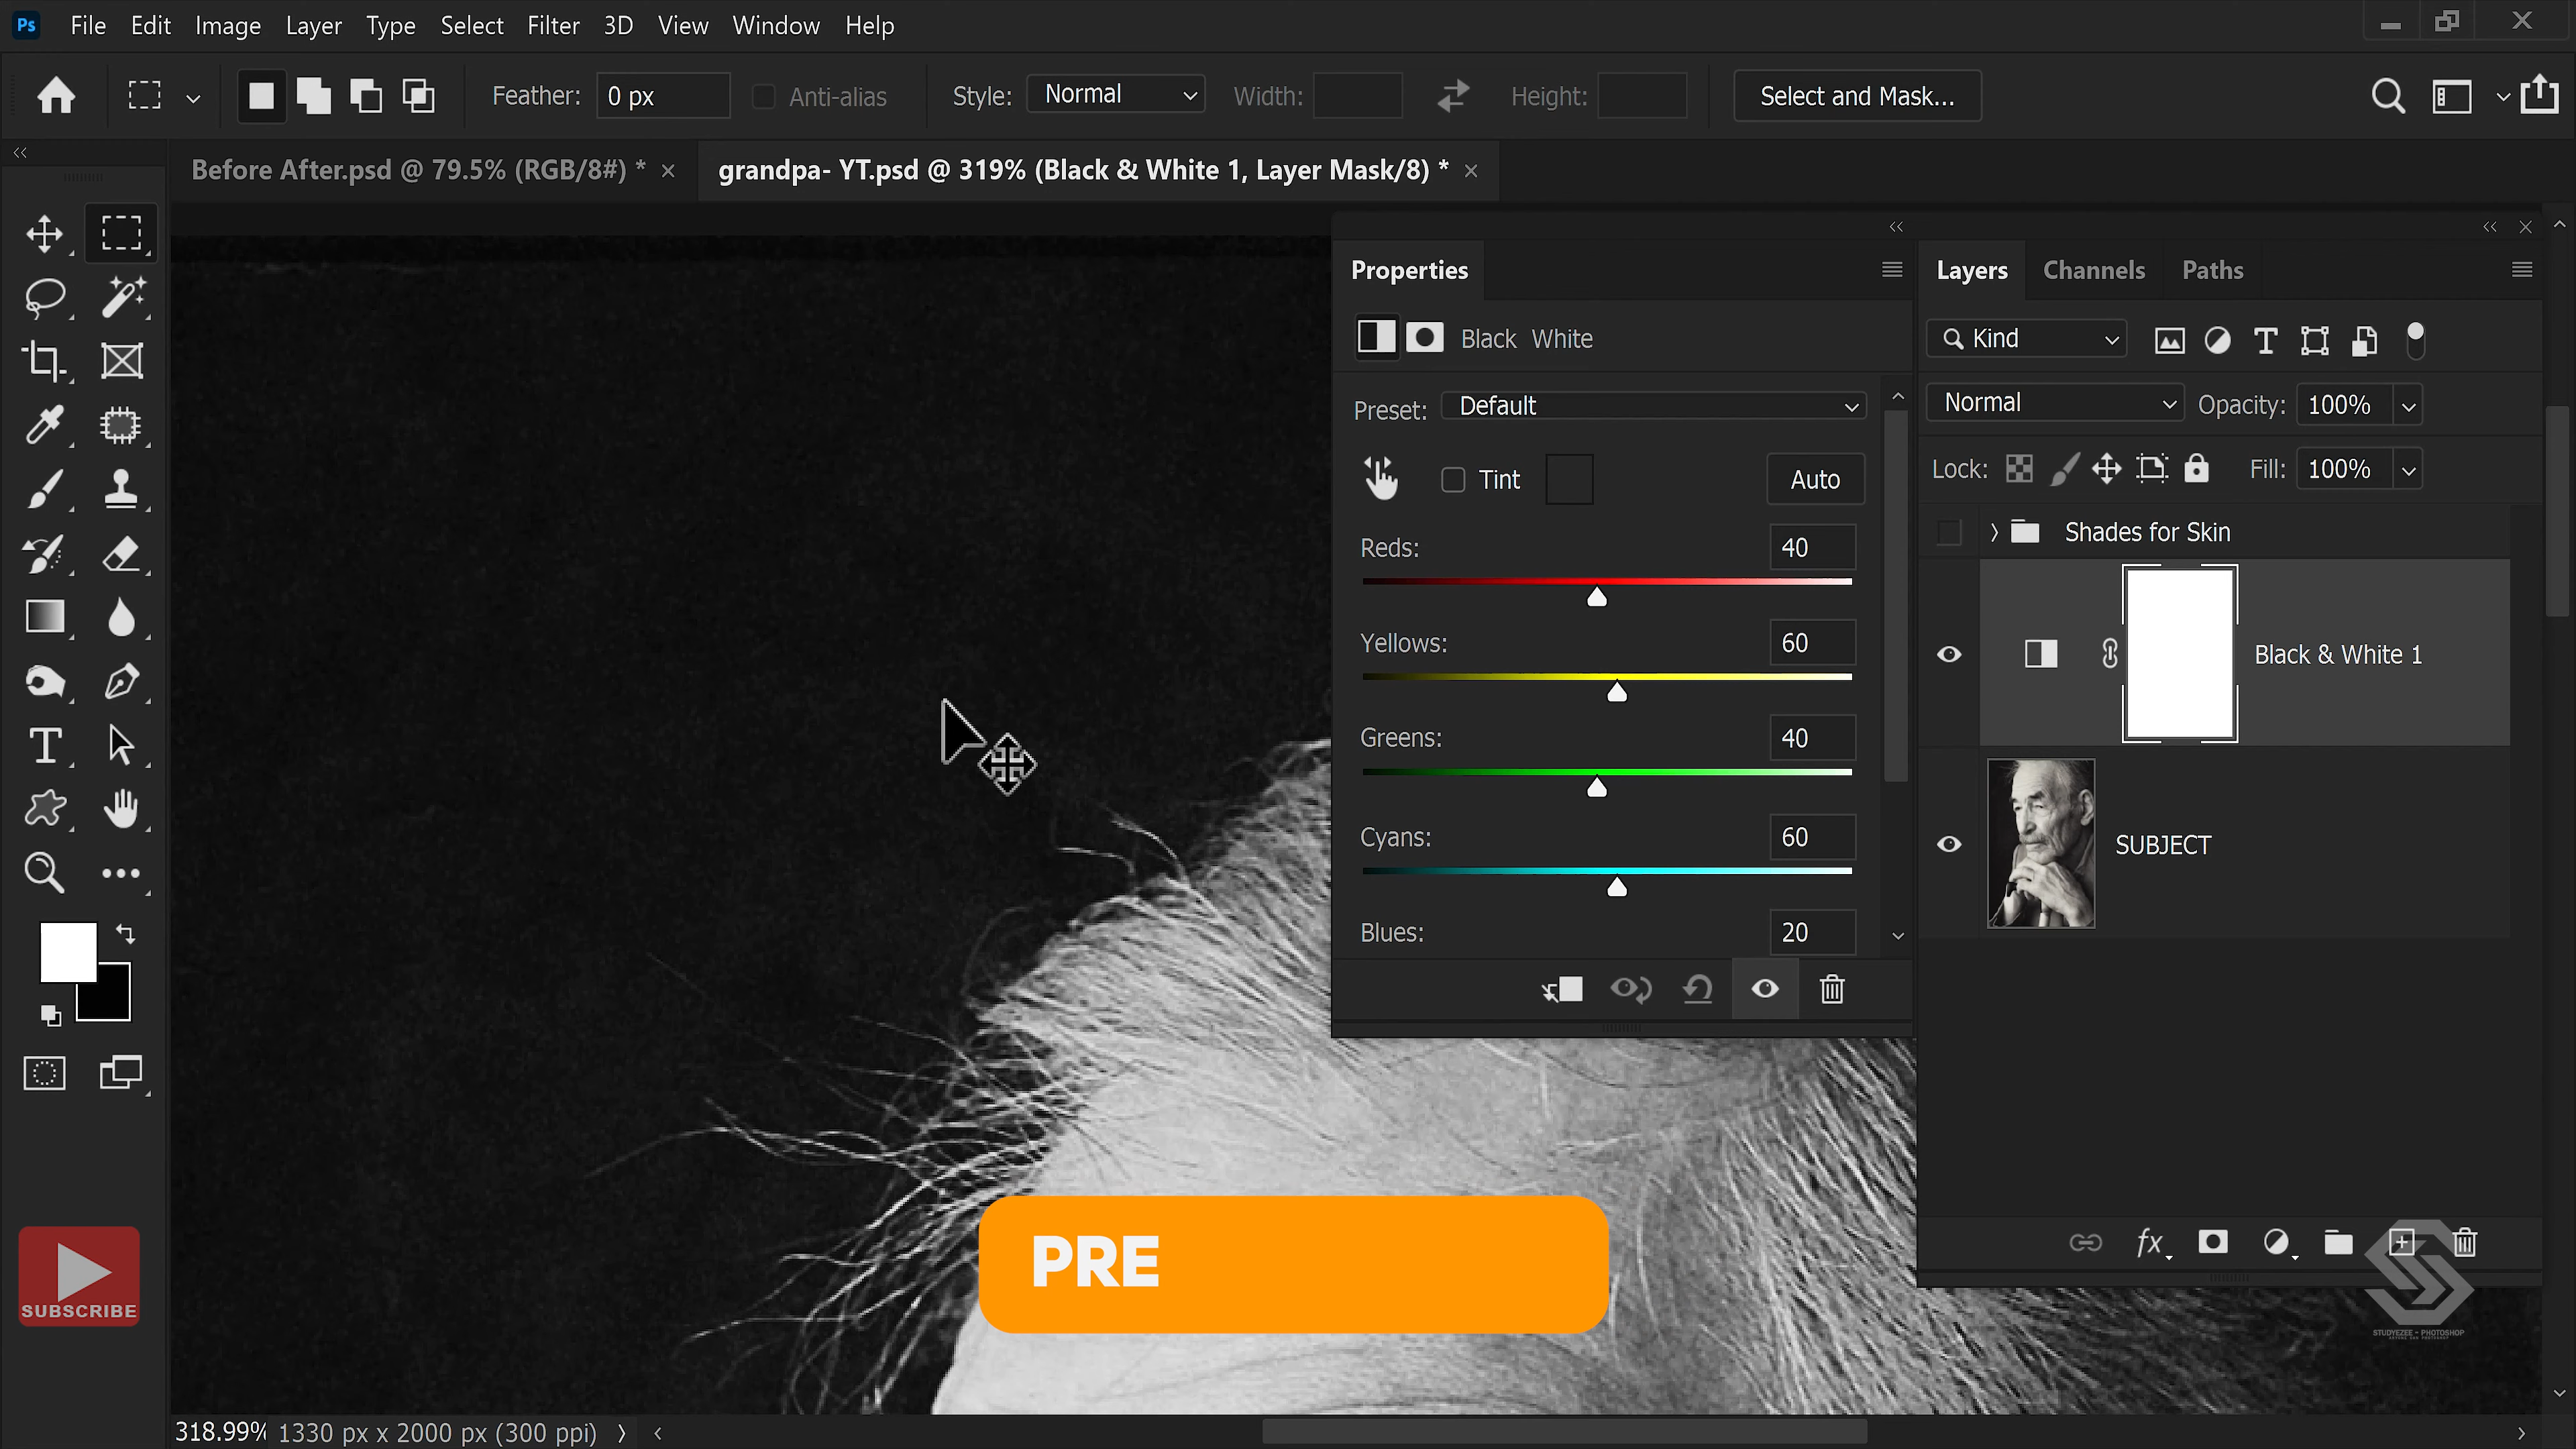 Ps File Edit Image Layer Type Select Filter 3D View Window Help
Feather: 0 px Anti-alias Style: Normal Width: Height: Select and Mask...
Before After.psd @ 79.5% (RGB/8#) * × grandpa- YT.psd @ 319% (Black & White 1, Layer Mask/8) * ×
Properties
Black White
Preset: Default
Tint Auto
Reds: 40
Yellows: 60
Greens: 40
Cyans: 60
Blues: 20
Layers Channels Paths
Kind
Normal Opacity: 100%
Lock: Fill: 100%
Shades for Skin
Black & White 1
SUBJECT
fx
PRE
SUBSCRIBE
STUDYEZEE - PHOTOSHOP
318.99% 1330 px x 2000 px (300 ppi)